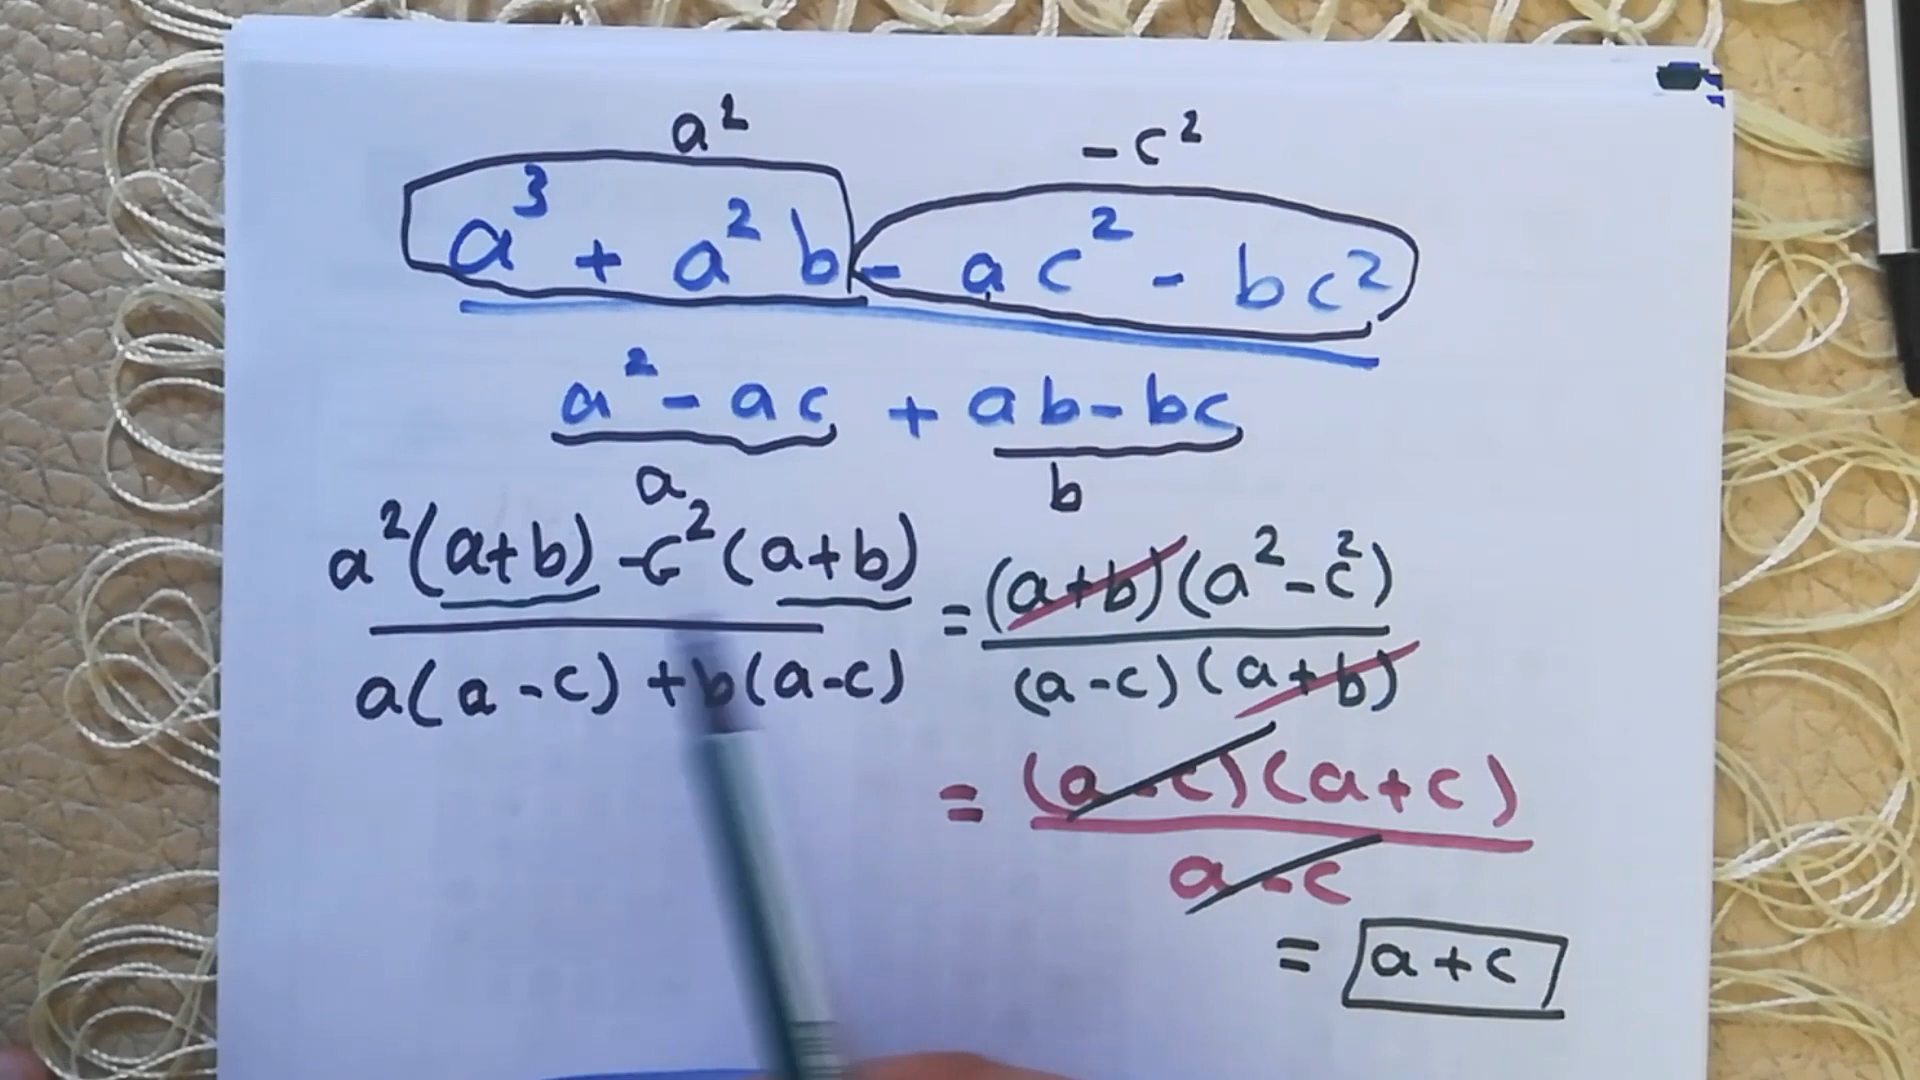 a² -c²
a³ + a²b - ac² - bc²
a² - ac + ab - bc
a b
a²(a+b) -c²(a+b) = (a+b)(a²-c²)
a(a-c) +b(a-c) (a-c)(a+b)
= (a-c)(a+c)
a-c
= a+c